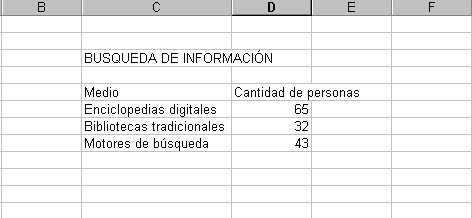 B C D E F
BUSQUEDA DE INFORMACIÓN
Medio Cantidad de personas
Enciclopedias digitales 65
Bibliotecas tradicionales 32
Motores de búsqueda 43